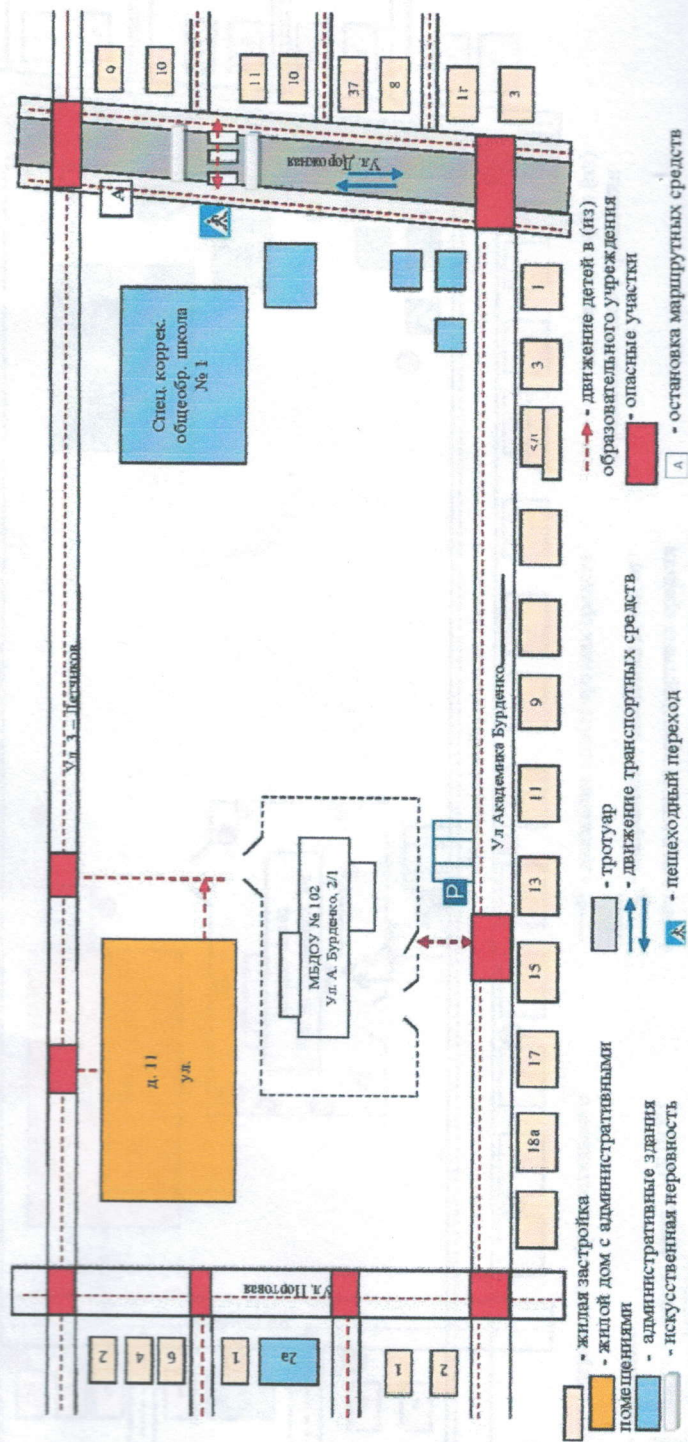 Ул. 3 – Летчиков
9
10
11
10
37
8
1г
3
А
Ул. Дорожная
Спец. коррек.
общеобр. школа
№ 1
д. 11
ул.
МБДОУ № 102
Ул. А. Бурденко, 2/1
P
Ул Академика Бурденко
Ул. Портовая
2
4
6
1
2а
1
2
18а
17
15
13
11
9
3
1
- жилая застройка
- жилой дом с административными
помещениями
- административные здания
- искусственная неровность
- тротуар
- движение транспортных средств
- пешеходный переход
- движение детей в (из)
образовательного учреждения
- опасные участки
А - остановка маршрутных средств